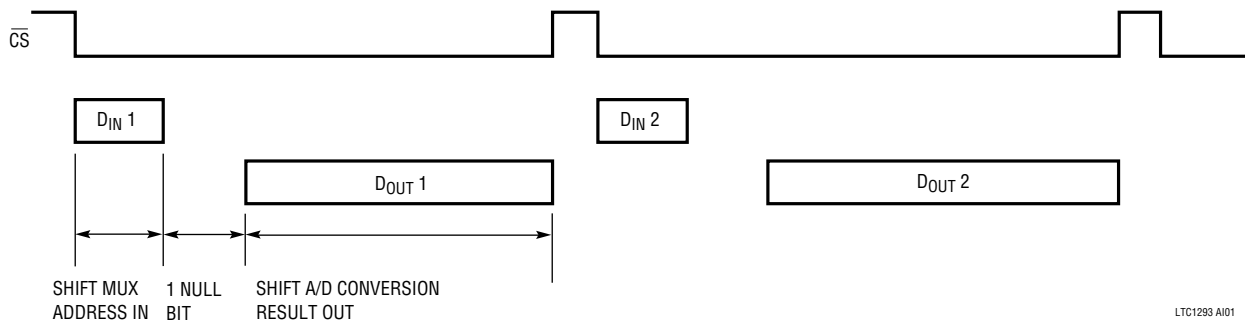 C̅S̅
DIN 1
DIN 2
DOUT 1
DOUT 2
SHIFT MUX
ADDRESS IN
1 NULL
BIT
SHIFT A/D CONVERSION
RESULT OUT
LTC1293 AI01